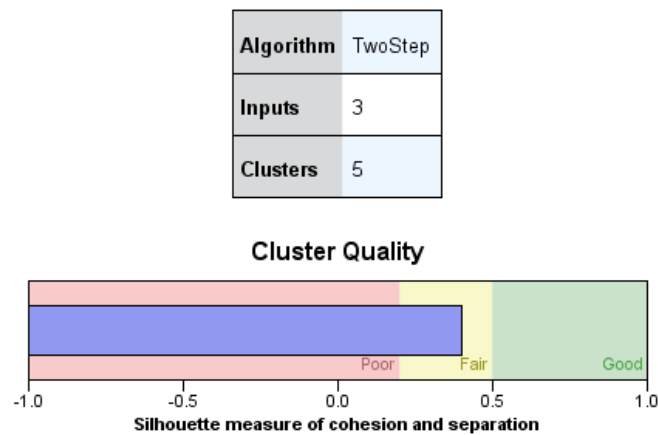 Algorithm TwoStep
Inputs 3
Clusters 5
Cluster Quality
Poor Fair Good
-1.0 -0.5 0.0 0.5 1.0
Silhouette measure of cohesion and separation